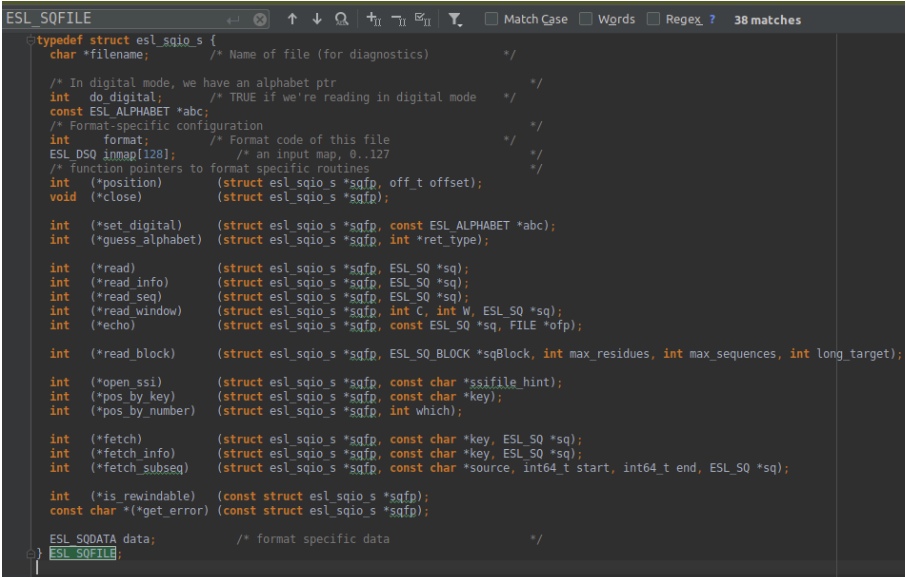 ESL_SQFILE Match Case Words Regex ? 38 matches
typedef struct esl_sqio_s {
char *filename; /* Name of file (for diagnostics) */
/* In digital mode, we have an alphabet ptr */
int do_digital; /* TRUE if we're reading in digital mode */
const ESL_ALPHABET *abc;
/* Format-specific configuration */
int format; /* Format code of this file */
ESL_DSQ inmap[128]; /* an input map, 0..127 */
/* function pointers to format specific routines */
int (*position) (struct esl_sqio_s *sqfp, off_t offset);
void (*close) (struct esl_sqio_s *sqfp);
int (*set_digital) (struct esl_sqio_s *sqfp, const ESL_ALPHABET *abc);
int (*guess_alphabet) (struct esl_sqio_s *sqfp, int *ret_type);
int (*read) (struct esl_sqio_s *sqfp, ESL_SQ *sq);
int (*read_info) (struct esl_sqio_s *sqfp, ESL_SQ *sq);
int (*read_seq) (struct esl_sqio_s *sqfp, ESL_SQ *sq);
int (*read_window) (struct esl_sqio_s *sqfp, int C, int W, ESL_SQ *sq);
int (*echo) (struct esl_sqio_s *sqfp, const ESL_SQ *sq, FILE *ofp);
int (*read_block) (struct esl_sqio_s *sqfp, ESL_SQ_BLOCK *sqBlock, int max_residues, int max_sequences, int long_target);
int (*open_ssi) (struct esl_sqio_s *sqfp, const char *ssifile_hint);
int (*pos_by_key) (struct esl_sqio_s *sqfp, const char *key);
int (*pos_by_number) (struct esl_sqio_s *sqfp, int which);
int (*fetch) (struct esl_sqio_s *sqfp, const char *key, ESL_SQ *sq);
int (*fetch_info) (struct esl_sqio_s *sqfp, const char *key, ESL_SQ *sq);
int (*fetch_subseq) (struct esl_sqio_s *sqfp, const char *source, int64_t start, int64_t end, ESL_SQ *sq);
int (*is_rewindable) (const struct esl_sqio_s *sqfp);
const char *(*get_error) (const struct esl_sqio_s *sqfp);
ESL_SQDATA data; /* format specific data */
} ESL_SQFILE;